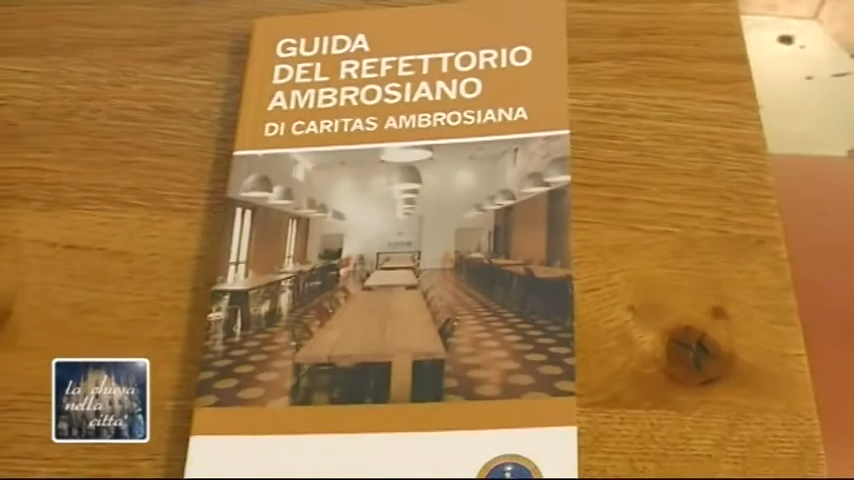 GUIDA
DEL REFETTORIO
AMBROSIANO
DI CARITAS AMBROSIANA
la chiesa
nella
città